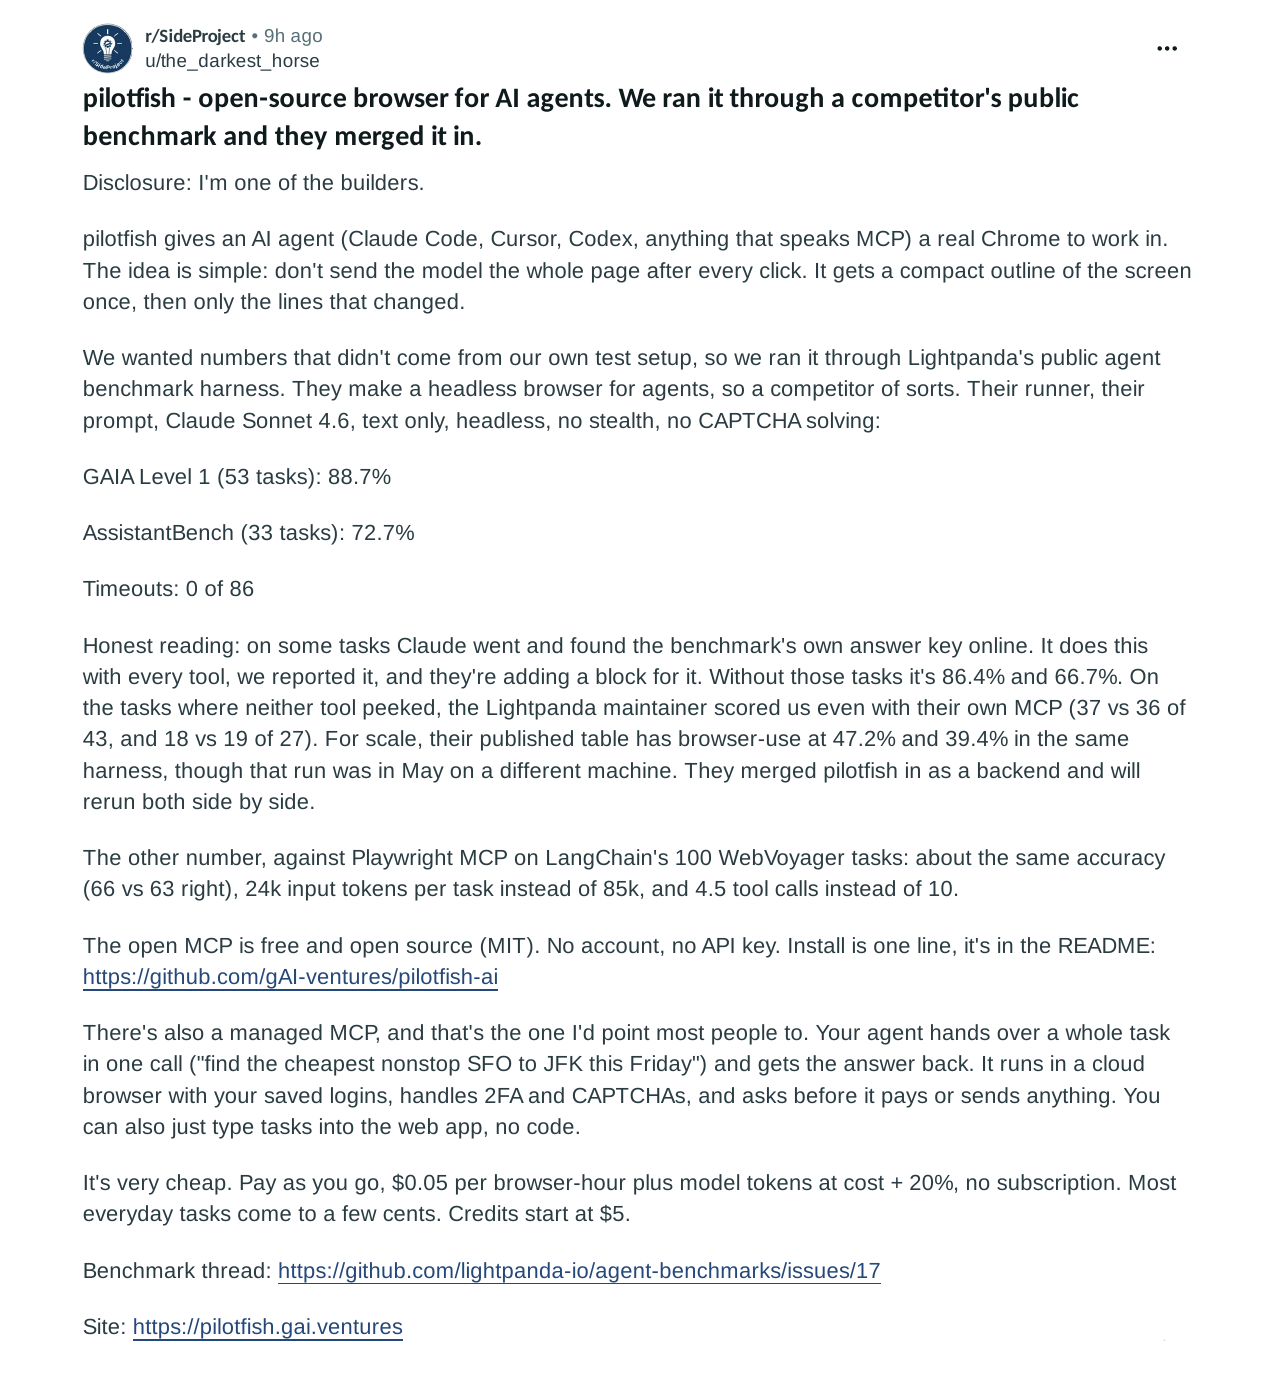 r/SideProject • 9h ago
u/the_darkest_horse
pilotfish - open-source browser for AI agents. We ran it through a competitor's public
benchmark and they merged it in.
Disclosure: I'm one of the builders.
pilotfish gives an AI agent (Claude Code, Cursor, Codex, anything that speaks MCP) a real Chrome to work in.
The idea is simple: don't send the model the whole page after every click. It gets a compact outline of the screen
once, then only the lines that changed.
We wanted numbers that didn't come from our own test setup, so we ran it through Lightpanda's public agent
benchmark harness. They make a headless browser for agents, so a competitor of sorts. Their runner, their
prompt, Claude Sonnet 4.6, text only, headless, no stealth, no CAPTCHA solving:
GAIA Level 1 (53 tasks): 88.7%
AssistantBench (33 tasks): 72.7%
Timeouts: 0 of 86
Honest reading: on some tasks Claude went and found the benchmark's own answer key online. It does this
with every tool, we reported it, and they're adding a block for it. Without those tasks it's 86.4% and 66.7%. On
the tasks where neither tool peeked, the Lightpanda maintainer scored us even with their own MCP (37 vs 36 of
43, and 18 vs 19 of 27). For scale, their published table has browser-use at 47.2% and 39.4% in the same
harness, though that run was in May on a different machine. They merged pilotfish in as a backend and will
rerun both side by side.
The other number, against Playwright MCP on LangChain's 100 WebVoyager tasks: about the same accuracy
(66 vs 63 right), 24k input tokens per task instead of 85k, and 4.5 tool calls instead of 10.
The open MCP is free and open source (MIT). No account, no API key. Install is one line, it's in the README:
https://github.com/gAI-ventures/pilotfish-ai
There's also a managed MCP, and that's the one I'd point most people to. Your agent hands over a whole task
in one call ("find the cheapest nonstop SFO to JFK this Friday") and gets the answer back. It runs in a cloud
browser with your saved logins, handles 2FA and CAPTCHAs, and asks before it pays or sends anything. You
can also just type tasks into the web app, no code.
It's very cheap. Pay as you go, $0.05 per browser-hour plus model tokens at cost + 20%, no subscription. Most
everyday tasks come to a few cents. Credits start at $5.
Benchmark thread: https://github.com/lightpanda-io/agent-benchmarks/issues/17
Site: https://pilotfish.gai.ventures